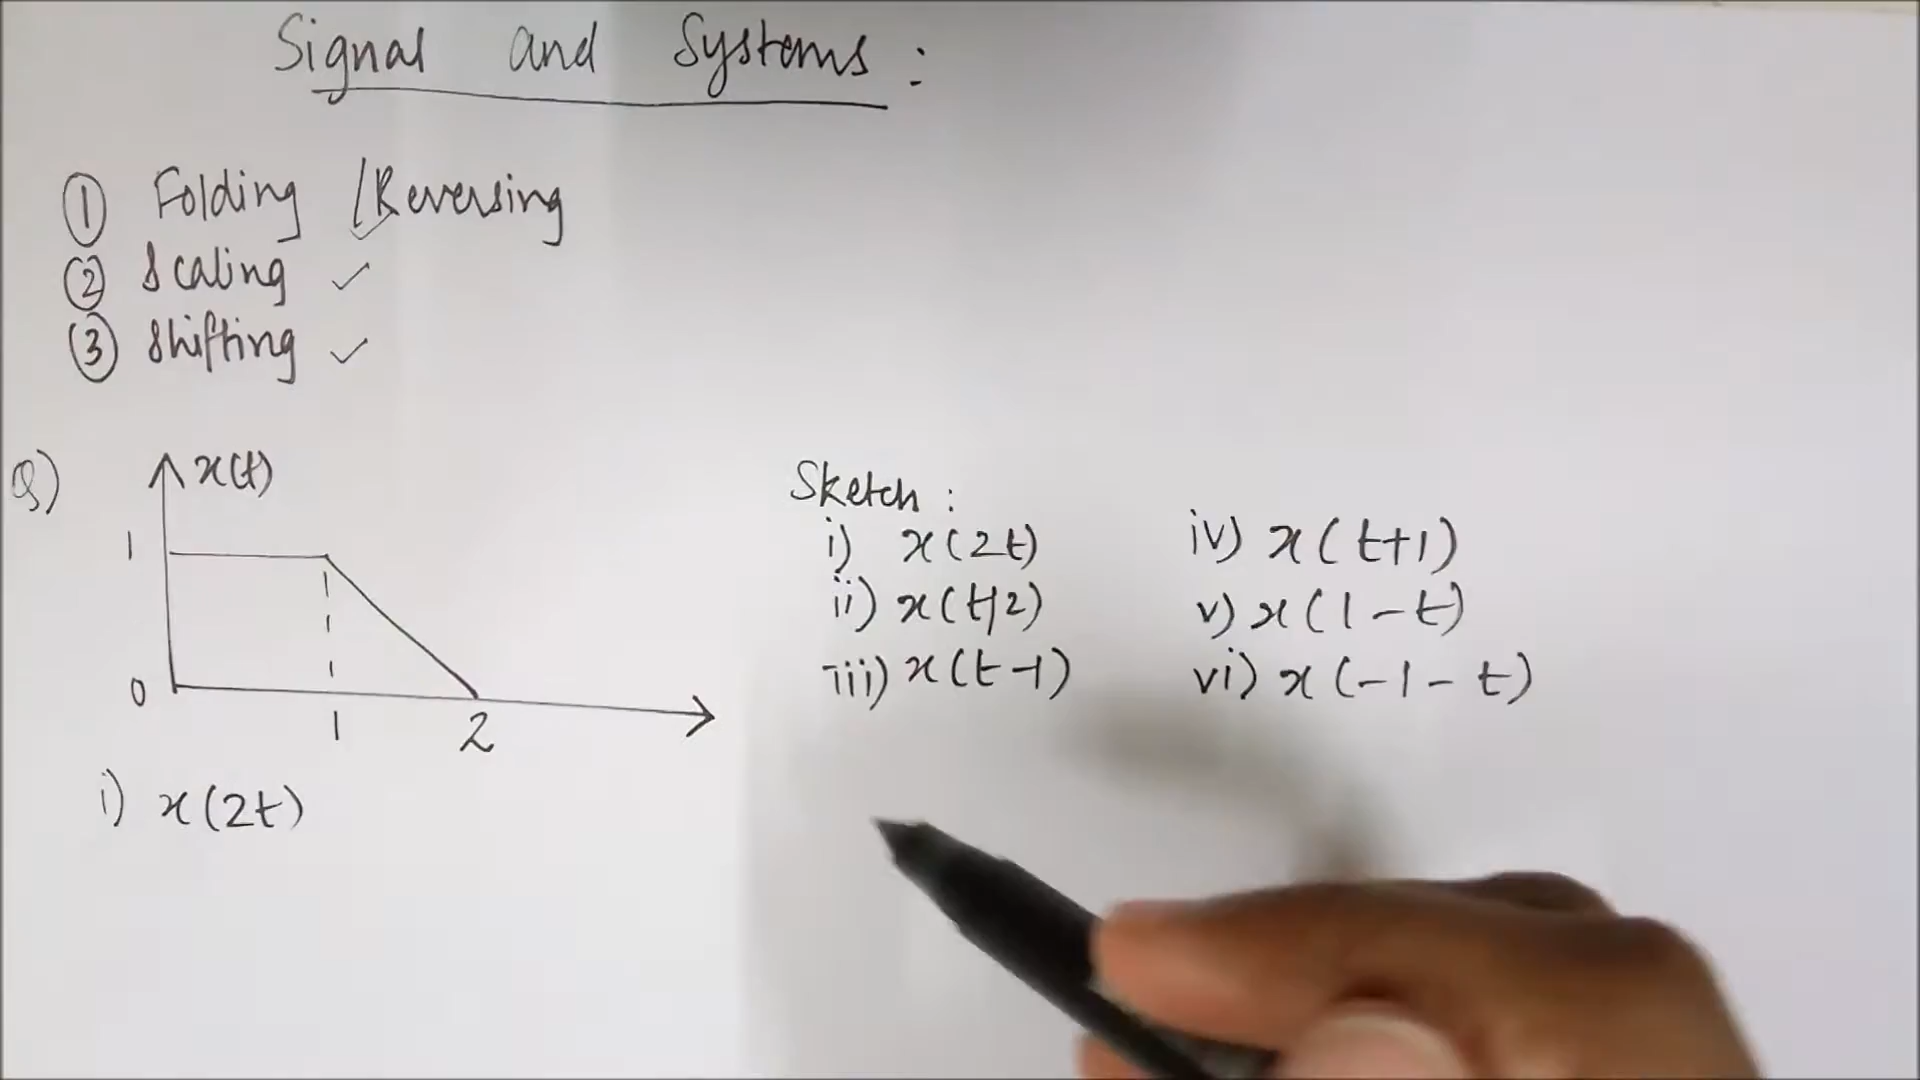 Signal and Systems :
① Folding /Reversing
② Scaling ✓
③ Shifting ✓
Q) x(t)
1
0
1 2
Sketch :
i) x(2t)
ii) x(t/2)
iii) x(t-1)
iv) x(t+1)
v) x(1-t)
vi) x(-1-t)
i) x(2t)